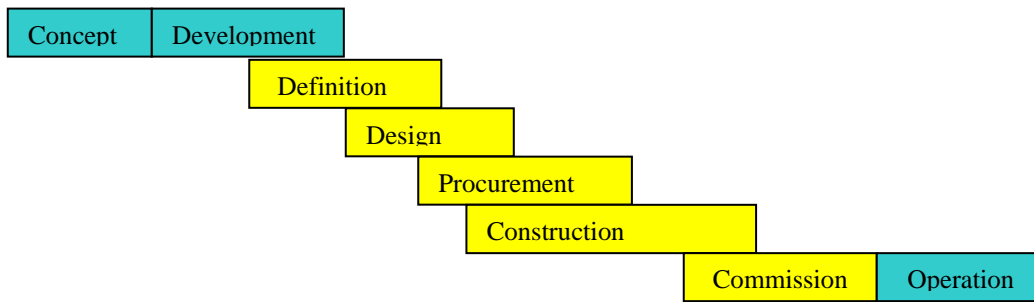 Concept Development
Definition
Design
Procurement
Construction
Commission Operation